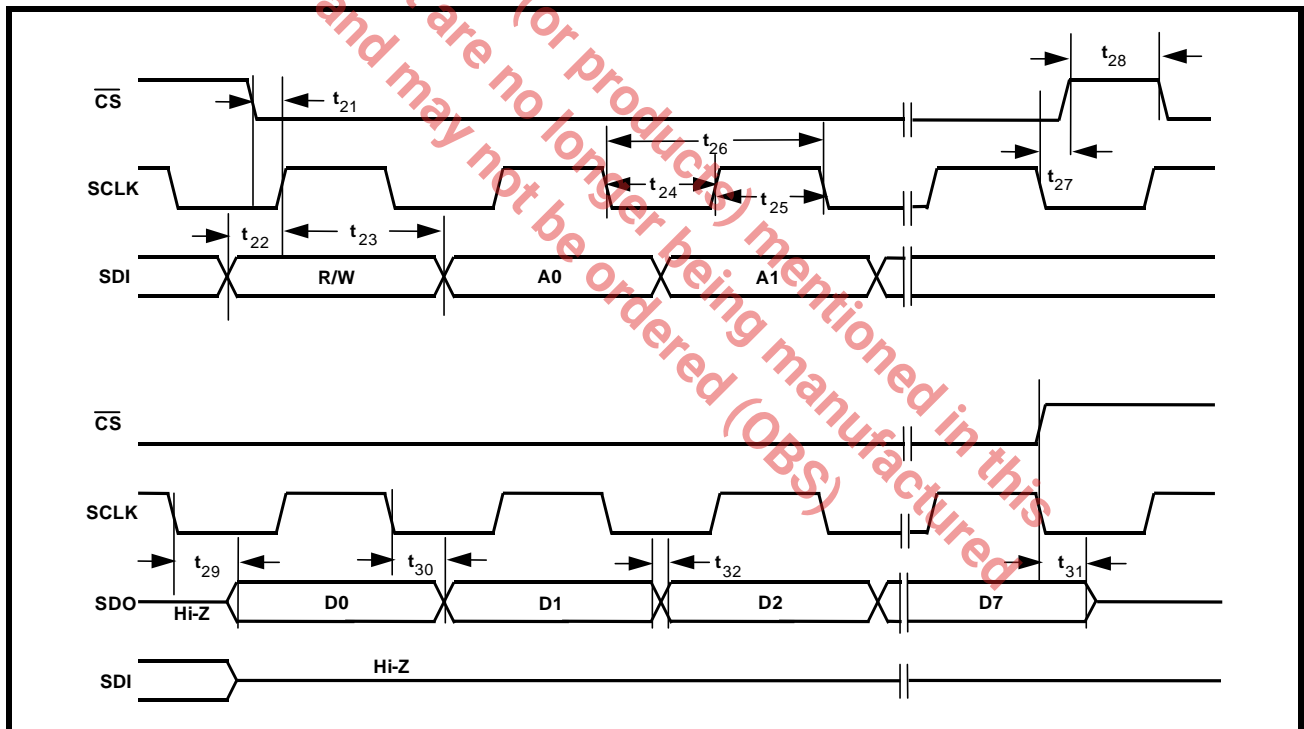 (or products) mentioned in this
are no longer being manufactured
and may not be ordered (OBS)
CS
t21
t28
SCLK
t26
t24
t25
t27
SDI
t22
t23
R/W
A0
A1
CS
SCLK
t29
t30
t32
t31
SDO
Hi-Z
D0
D1
D2
D7
SDI
Hi-Z